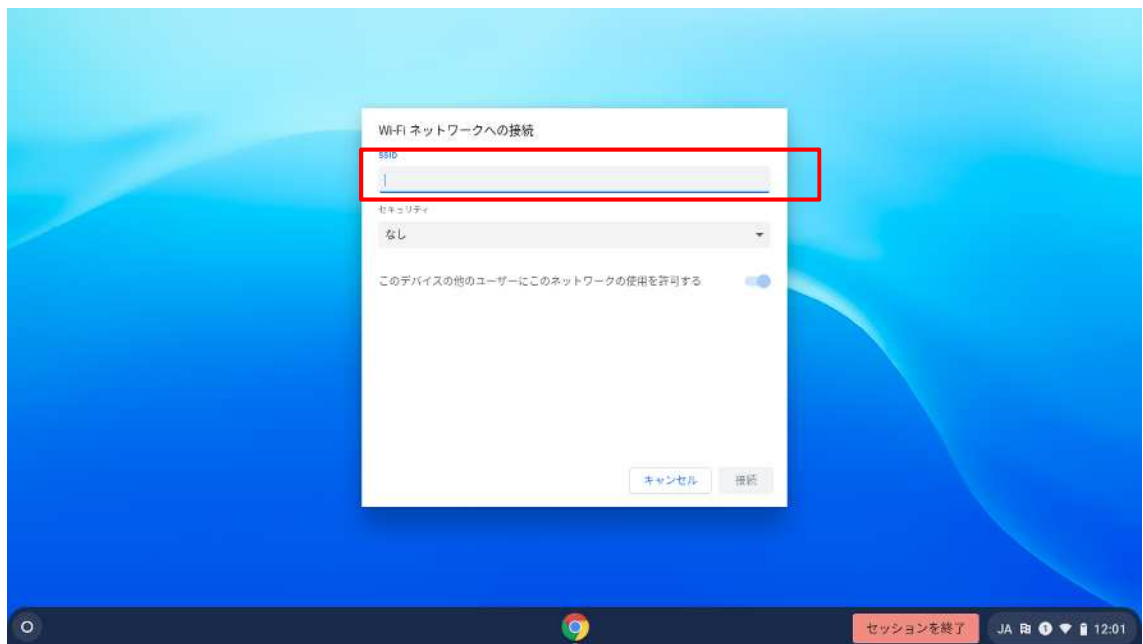 Wi-Fi ネットワークへの接続
SSID
セキュリティ
なし
このデバイスの他のユーザーにこのネットワークの使用を許可する
キャンセル
接続
セッションを終了
JA
1
12:01